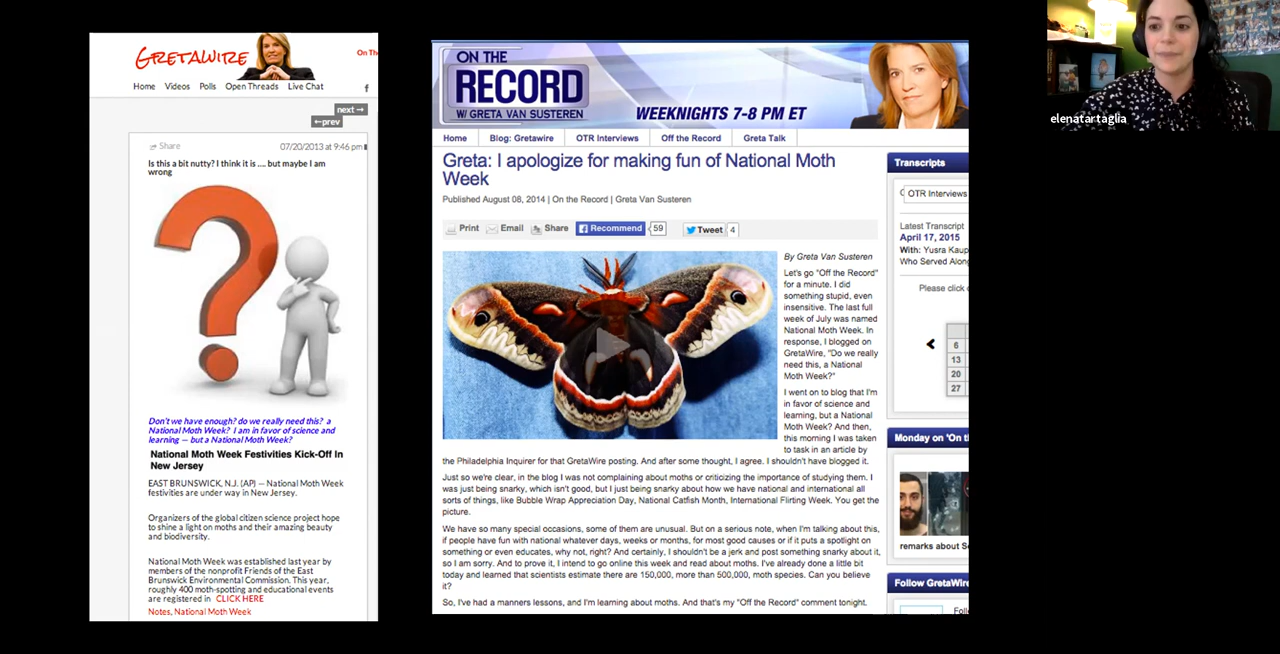 GRETAWIRE
On Th
Home Videos Polls Open Threads Live Chat
f
next →
←prev
Share
07/20/2013 at 9:46 pm
Is this a bit nutty? I think it is .... but maybe I am
wrong
?
Don't we have enough? do we really need this? a
National Moth Week? I am in favor of science and
learning — but a National Moth Week?
National Moth Week Festivities Kick-Off In
New Jersey
EAST BRUNSWICK, N.J. (AP) — National Moth Week
festivities are under way in New Jersey.
Organizers of the global citizen science project hope
to shine a light on moths and their amazing beauty
and biodiversity.
National Moth Week was established last year by
members of the nonprofit Friends of the East
Brunswick Environmental Commission. This year,
roughly 400 moth-spotting and educational events
are registered in CLICK HERE
Notes, National Moth Week
ON THE
RECORD
W/ GRETA VAN SUSTEREN
WEEKNIGHTS 7-8 PM ET
Home
Blog: Gretawire
OTR Interviews
Off the Record
Greta Talk
Greta: I apologize for making fun of National Moth
Week
Published August 08, 2014 | On the Record | Greta Van Susteren
Print Email Share Recommend 59 Tweet 4
By Greta Van Susteren
Let's go "Off the Record"
for a minute. I did
something stupid, even
insensitive. The last full
week of July was named
National Moth Week. In
response, I blogged on
GretaWire, "Do we really
need this, a National
Moth Week?"
I went on to blog that I'm
in favor of science and
learning, but a National
Moth Week? And then,
this morning I was taken
to task in an article by
the Philadelphia Inquirer for that GretaWire posting. And after some thought, I agree. I shouldn't have blogged it.
Just so we're clear, in the blog I was not complaining about moths or criticizing the importance of studying them. I
was just being snarky, which isn't good, but I just being snarky about how we have national and international all
sorts of things, like Bubble Wrap Appreciation Day, National Catfish Month, International Flirting Week. You get the
picture.
We have so many special occasions, some of them are unusual. But on a serious note, when I'm talking about this,
if people have fun with national whatever days, weeks or months, for most good causes or if it puts a spotlight on
something or even educates, why not, right? And certainly, I shouldn't be a jerk and post something snarky about it,
so I am sorry. And to prove it, I intend to go online this week and read about moths. I've already done a little bit
today and learned that scientists estimate there are 150,000, more than 500,000, moth species. Can you believe
it?
So, I've had a manners lessons, and I'm learning about moths. And that's my "Off the Record" comment tonight.
Transcripts
OTR Interviews
Latest Transcript
April 17, 2015
With: Yusra Kaup
Who Served Along
Please click
6
13
20
27
Monday on 'On t
remarks about S
Follow GretaWire
Foll
elenatartaglia